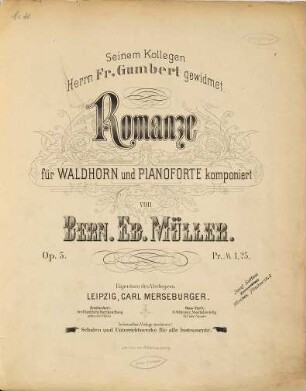 Seinem Kollegen
Herrn Fr. Gumbert gewidmet.
Romanze
für WALDHORN und PIANOFORTE komponiert
VON
BERN. ED. MÜLLER.
Op. 5.
Pr. M. 1,25.
Eigentum des Verlegers.
LEIPZIG, CARL MERSEBURGER.
Schulen und Unterrichtswerke für alle Instrumente.